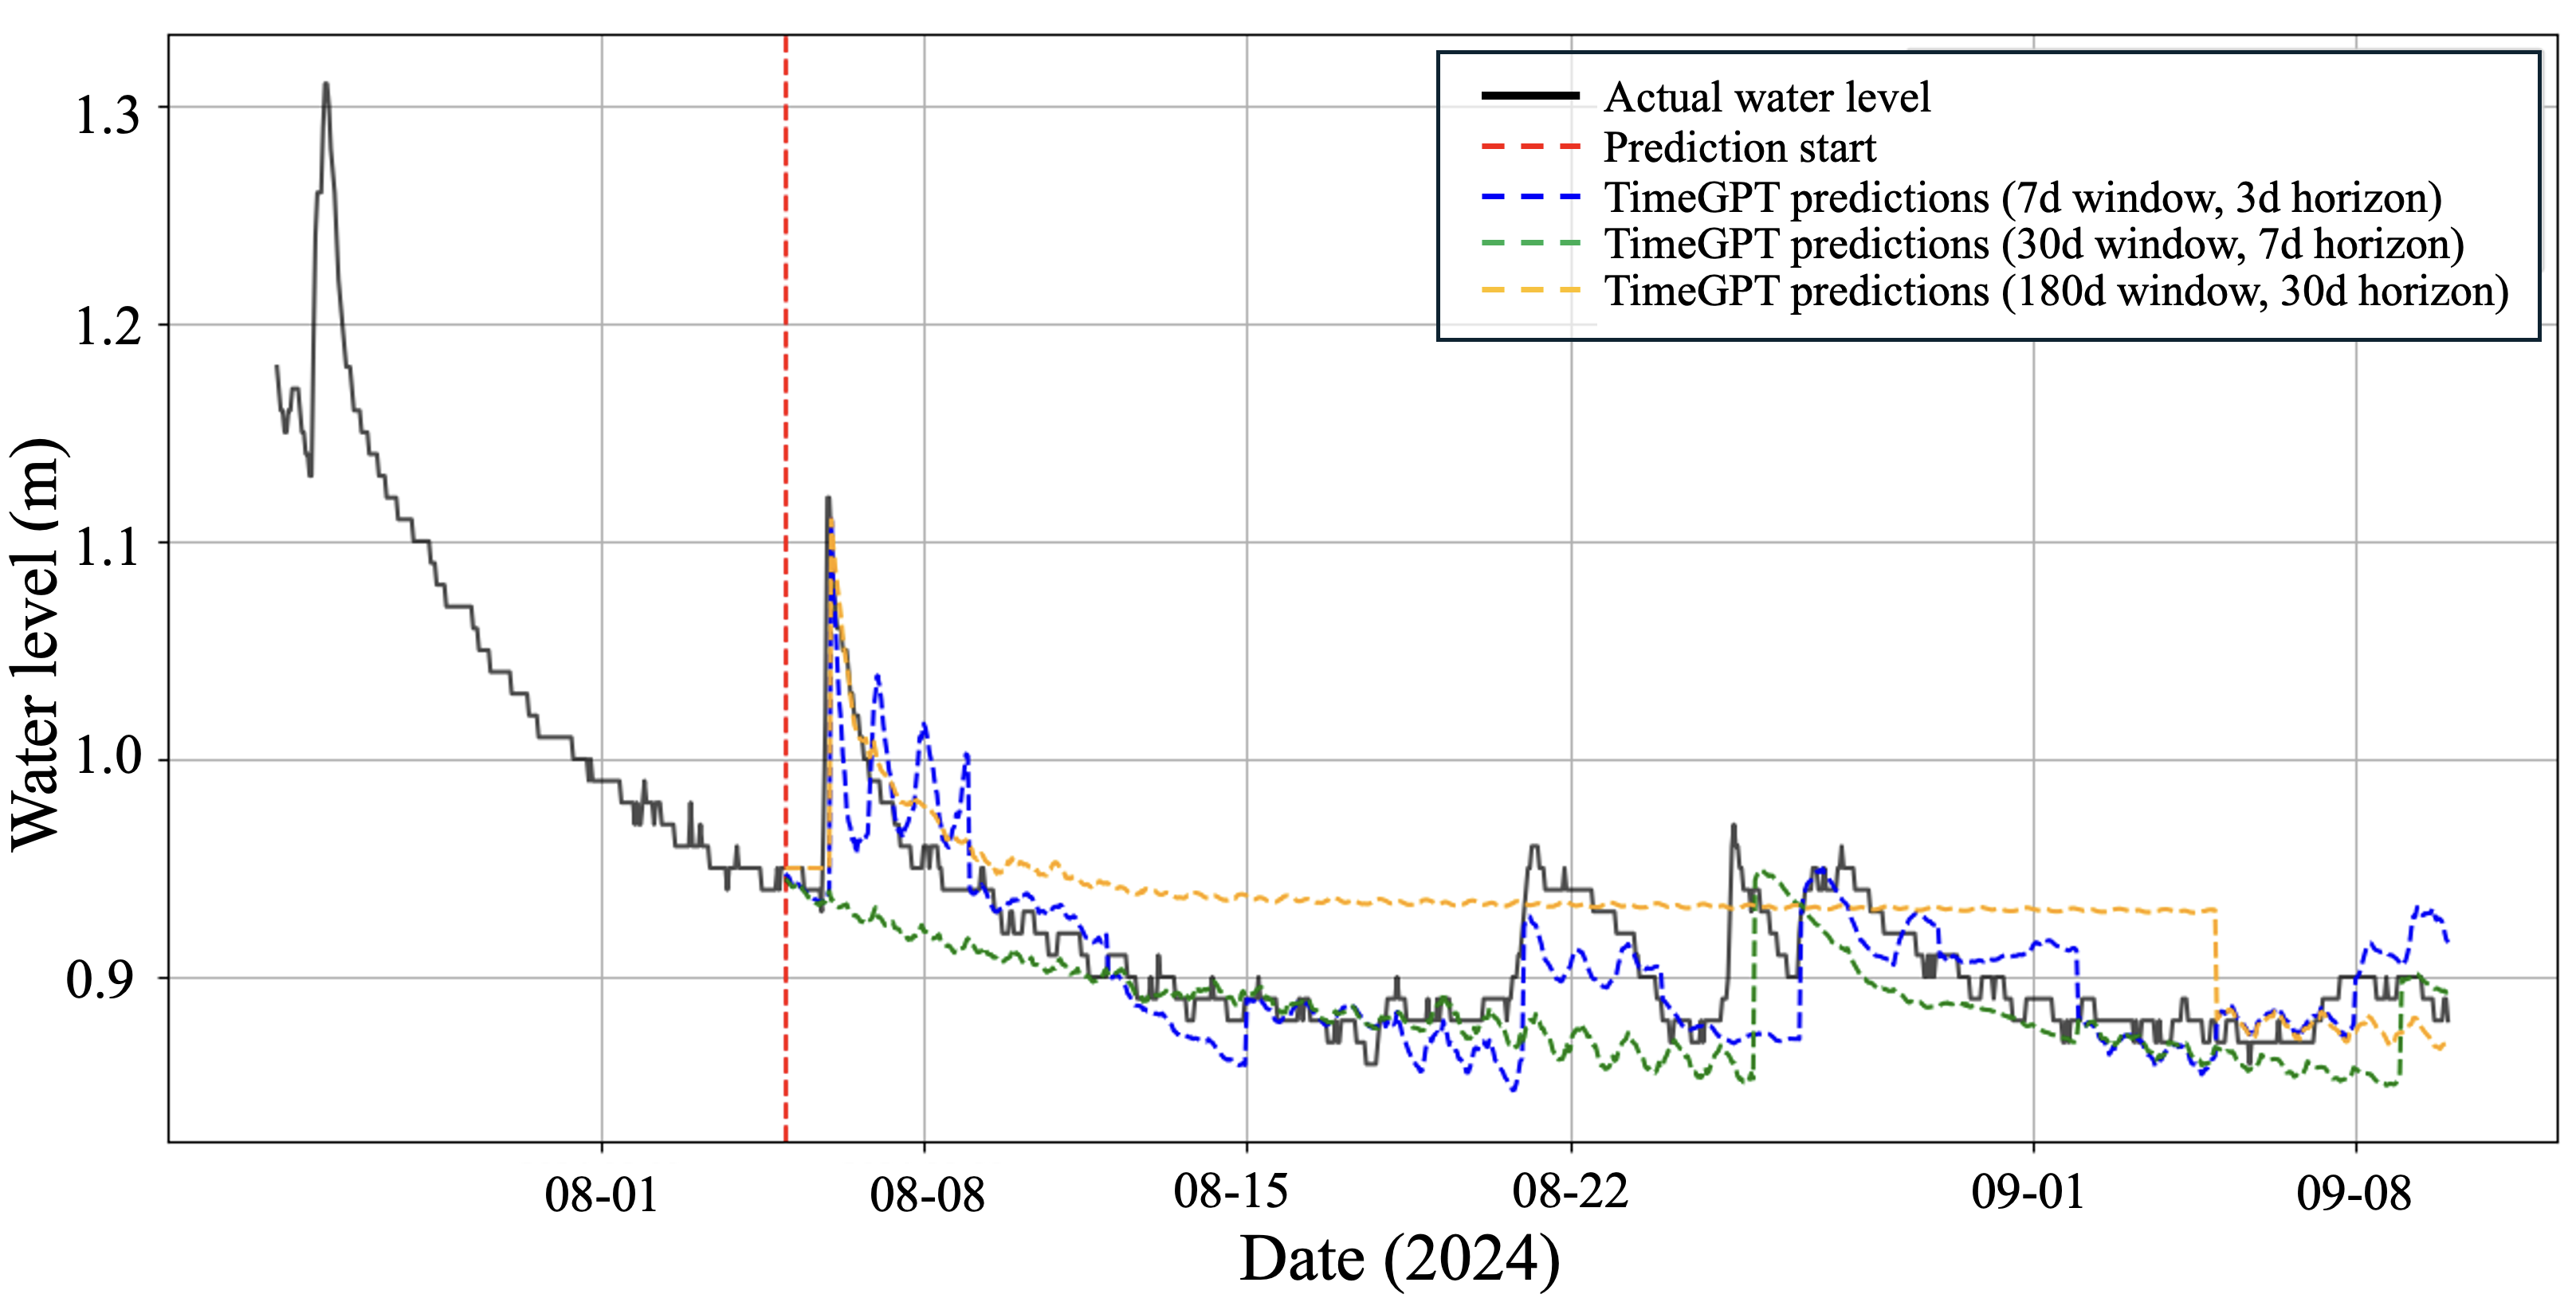 Water level (m)
1.3
1.2
1.1
1.0
0.9
Actual water level
Prediction start
TimeGPT predictions (7d window, 3d horizon)
TimeGPT predictions (30d window, 7d horizon)
TimeGPT predictions (180d window, 30d horizon)
08-01
08-08
08-15
08-22
09-01
09-08
Date (2024)